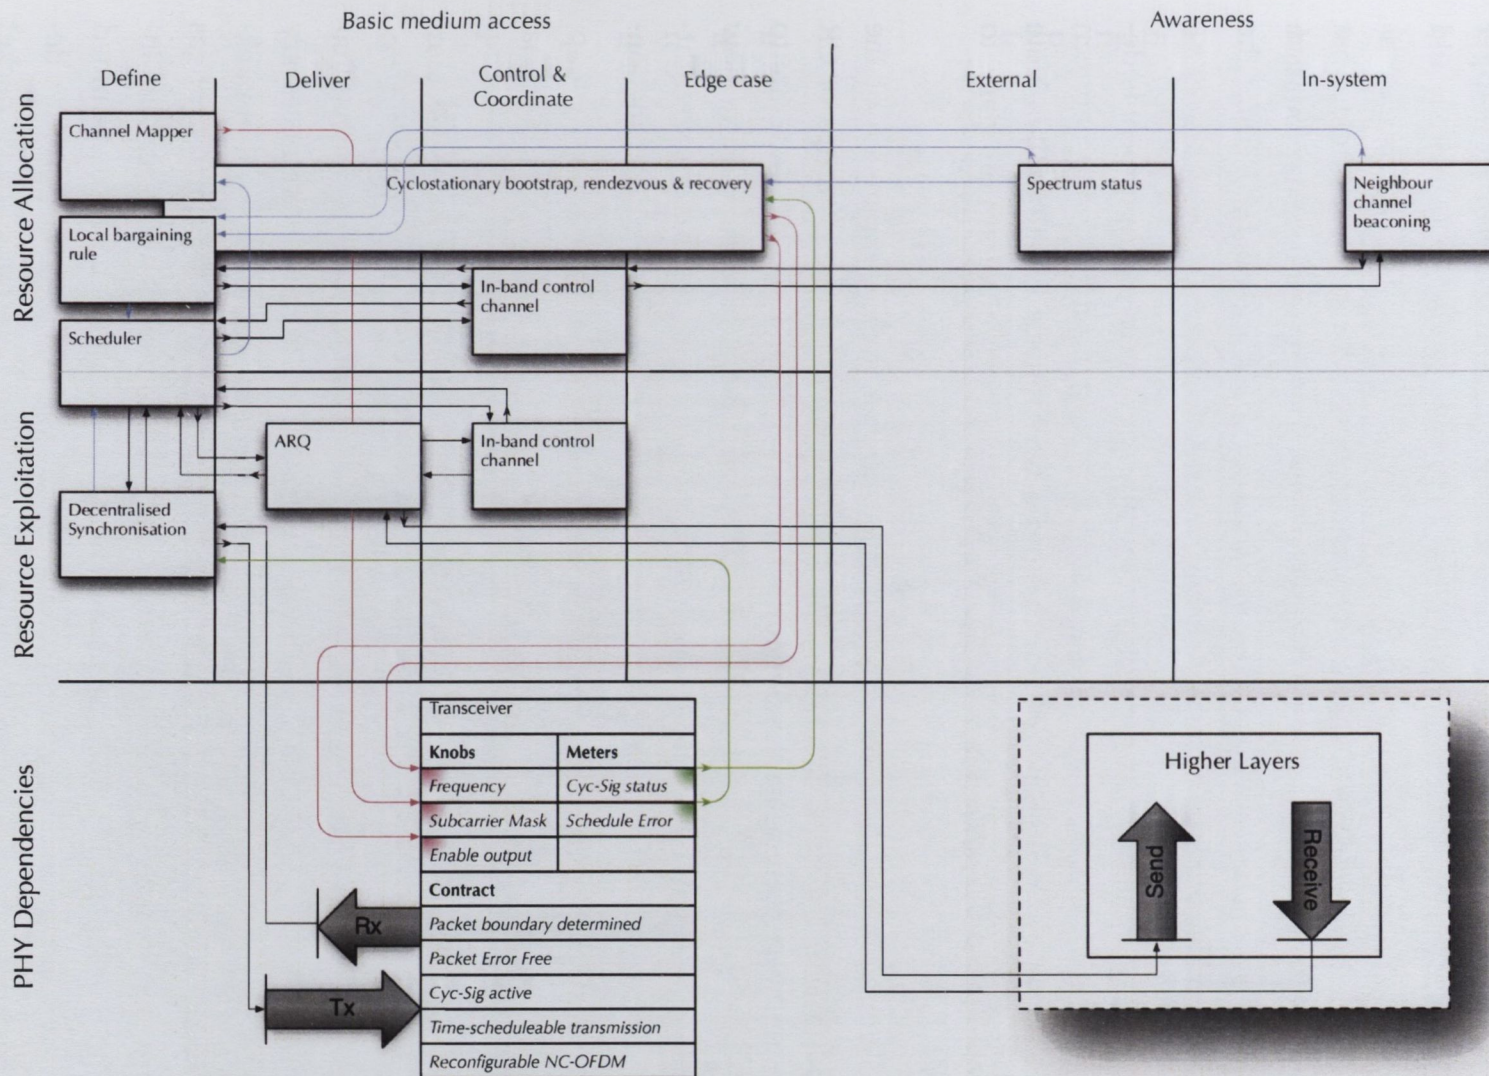 Basic medium access
Awareness
Define
Deliver
Control &
Coordinate
Edge case
External
In-system
Resource Allocation
Channel Mapper
Cyclostationary bootstrap, rendezvous & recovery
Spectrum status
Neighbour
channel
beaconing
Local bargaining
rule
In-band control
channel
Scheduler
Resource Exploitation
ARQ
In-band control
channel
Decentralised
Synchronisation
PHY Dependencies
Transceiver
Knobs
Meters
Frequency
Cyc-Sig status
Subcarrier Mask
Schedule Error
Enable output
Contract
Packet boundary determined
Packet Error Free
Cyc-Sig active
Time-scheduleable transmission
Reconfigurable NC-OFDM
Rx
Tx
Higher Layers
Send
Receive